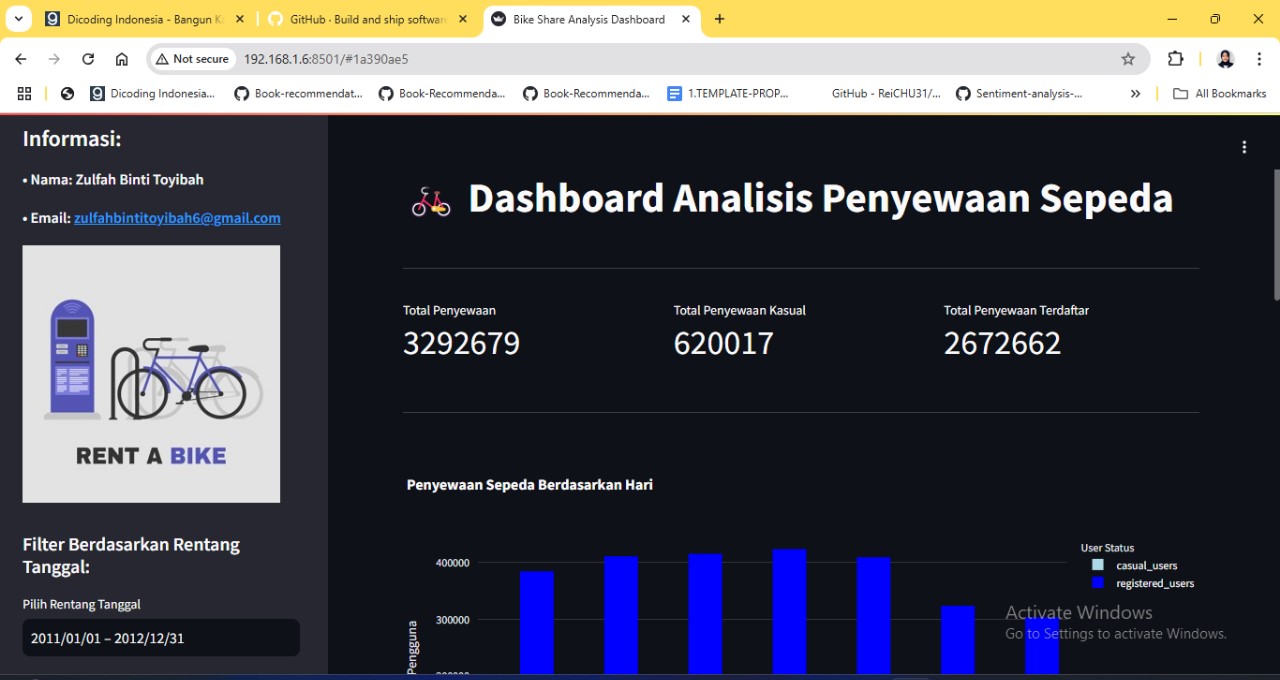 Dicoding Indonesia - Bangun K
GitHub · Build and ship softwar
Bike Share Analysis Dashboard
Not secure
192.168.1.6:8501/#1a390ae5
Dicoding Indonesia...
Book-recommendat...
Book-Recommenda...
Book-Recommenda...
1.TEMPLATE-PROP...
GitHub - ReiCHU31/...
Sentiment-analysis-...
All Bookmarks
Informasi:
• Nama: Zulfah Binti Toyibah
• Email: zulfahbintitoyibah6@gmail.com
RENT A BIKE
Filter Berdasarkan Rentang
Tanggal:
Pilih Rentang Tanggal
2011/01/01 – 2012/12/31
Dashboard Analisis Penyewaan Sepeda
Total Penyewaan
3292679
Total Penyewaan Kasual
620017
Total Penyewaan Terdaftar
2672662
Penyewaan Sepeda Berdasarkan Hari
400000
300000
Pengguna
User Status
casual_users
registered_users
Activate Windows
Go to Settings to activate Windows.